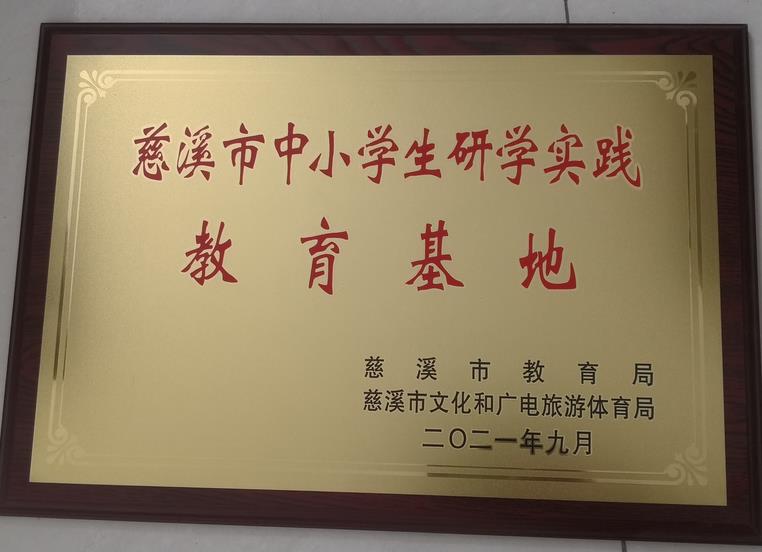 慈溪市中小学生研学实践
教育基地
慈溪市教育局
慈溪市文化和广电旅游体育局
二〇二一年九月